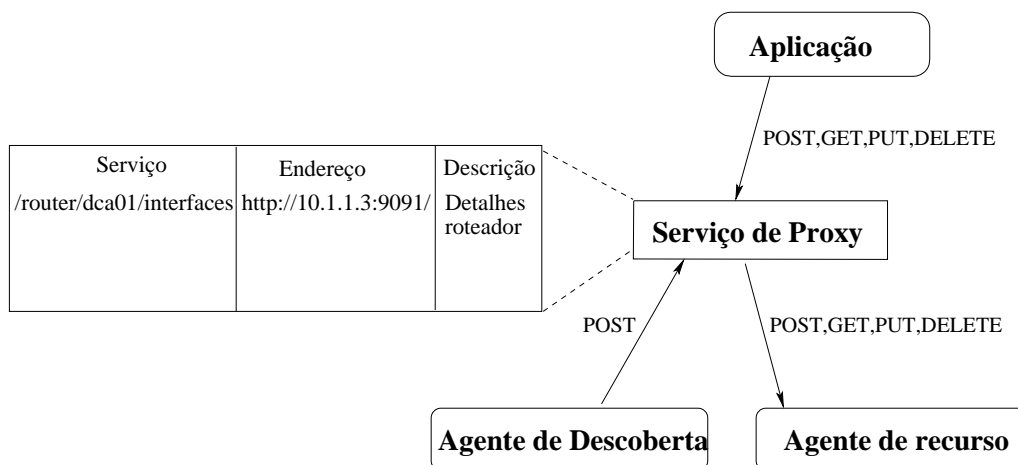 Aplicação
POST,GET,PUT,DELETE
Serviço
Endereço
Descrição
/router/dca01/interfaces
http://10.1.1.3:9091/
Detalhes
roteador
Serviço de Proxy
POST
POST,GET,PUT,DELETE
Agente de Descoberta
Agente de recurso